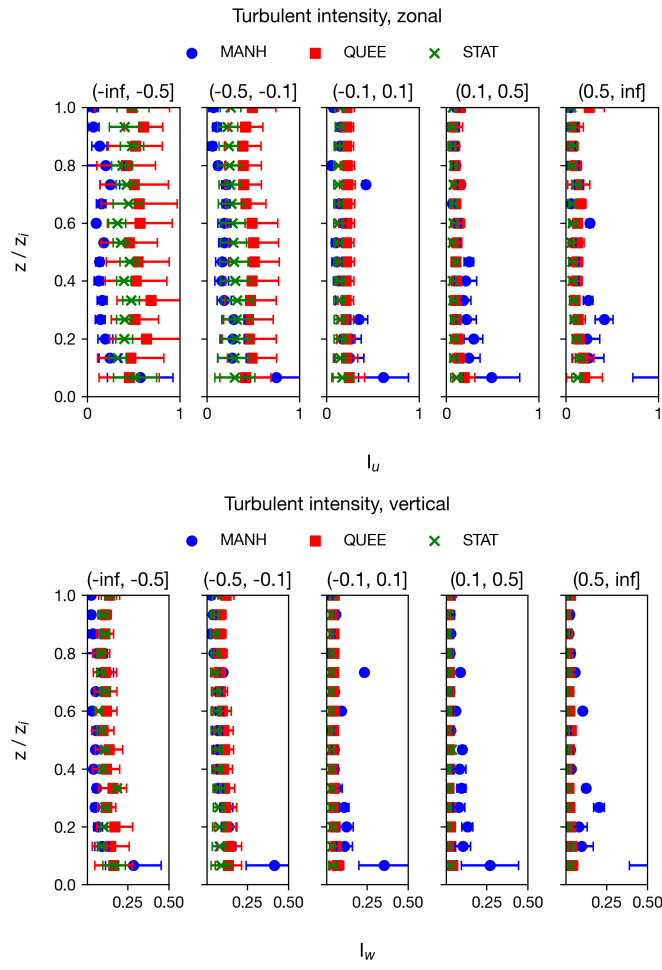 Turbulent intensity, zonal
MANH QUEE STAT
(-inf, -0.5] (-0.5, -0.1] (-0.1, 0.1] (0.1, 0.5] (0.5, inf]
1.0
0.8
0.6
0.4
0.2
0.0
z / z_i
0 1 0 1 0 1 0 1 0 1
I_u
Turbulent intensity, vertical
MANH QUEE STAT
(-inf, -0.5] (-0.5, -0.1] (-0.1, 0.1] (0.1, 0.5] (0.5, inf]
1.0
0.8
0.6
0.4
0.2
0.0
z / z_i
0.25 0.50 0.25 0.50 0.25 0.50 0.25 0.50 0.25 0.50
I_w